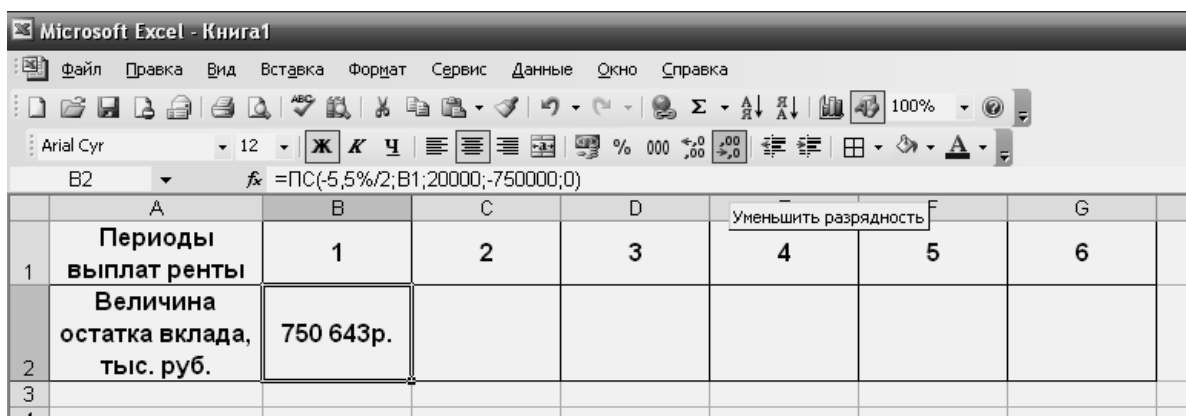 Microsoft Excel - Книга1
Файл Правка Вид Вставка Формат Сервис Данные Окно Справка
100%
Arial Cyr 12 Ж К Ч % 000
B2 fx =ПС(-5,5%/2;B1;20000;-750000;0)
A B C D F G
Уменьшить разрядность
Периоды
выплат ренты
1 2 3 4 5 6
1
Величина
остатка вклада,
тыс. руб.
750 643р.
2
3